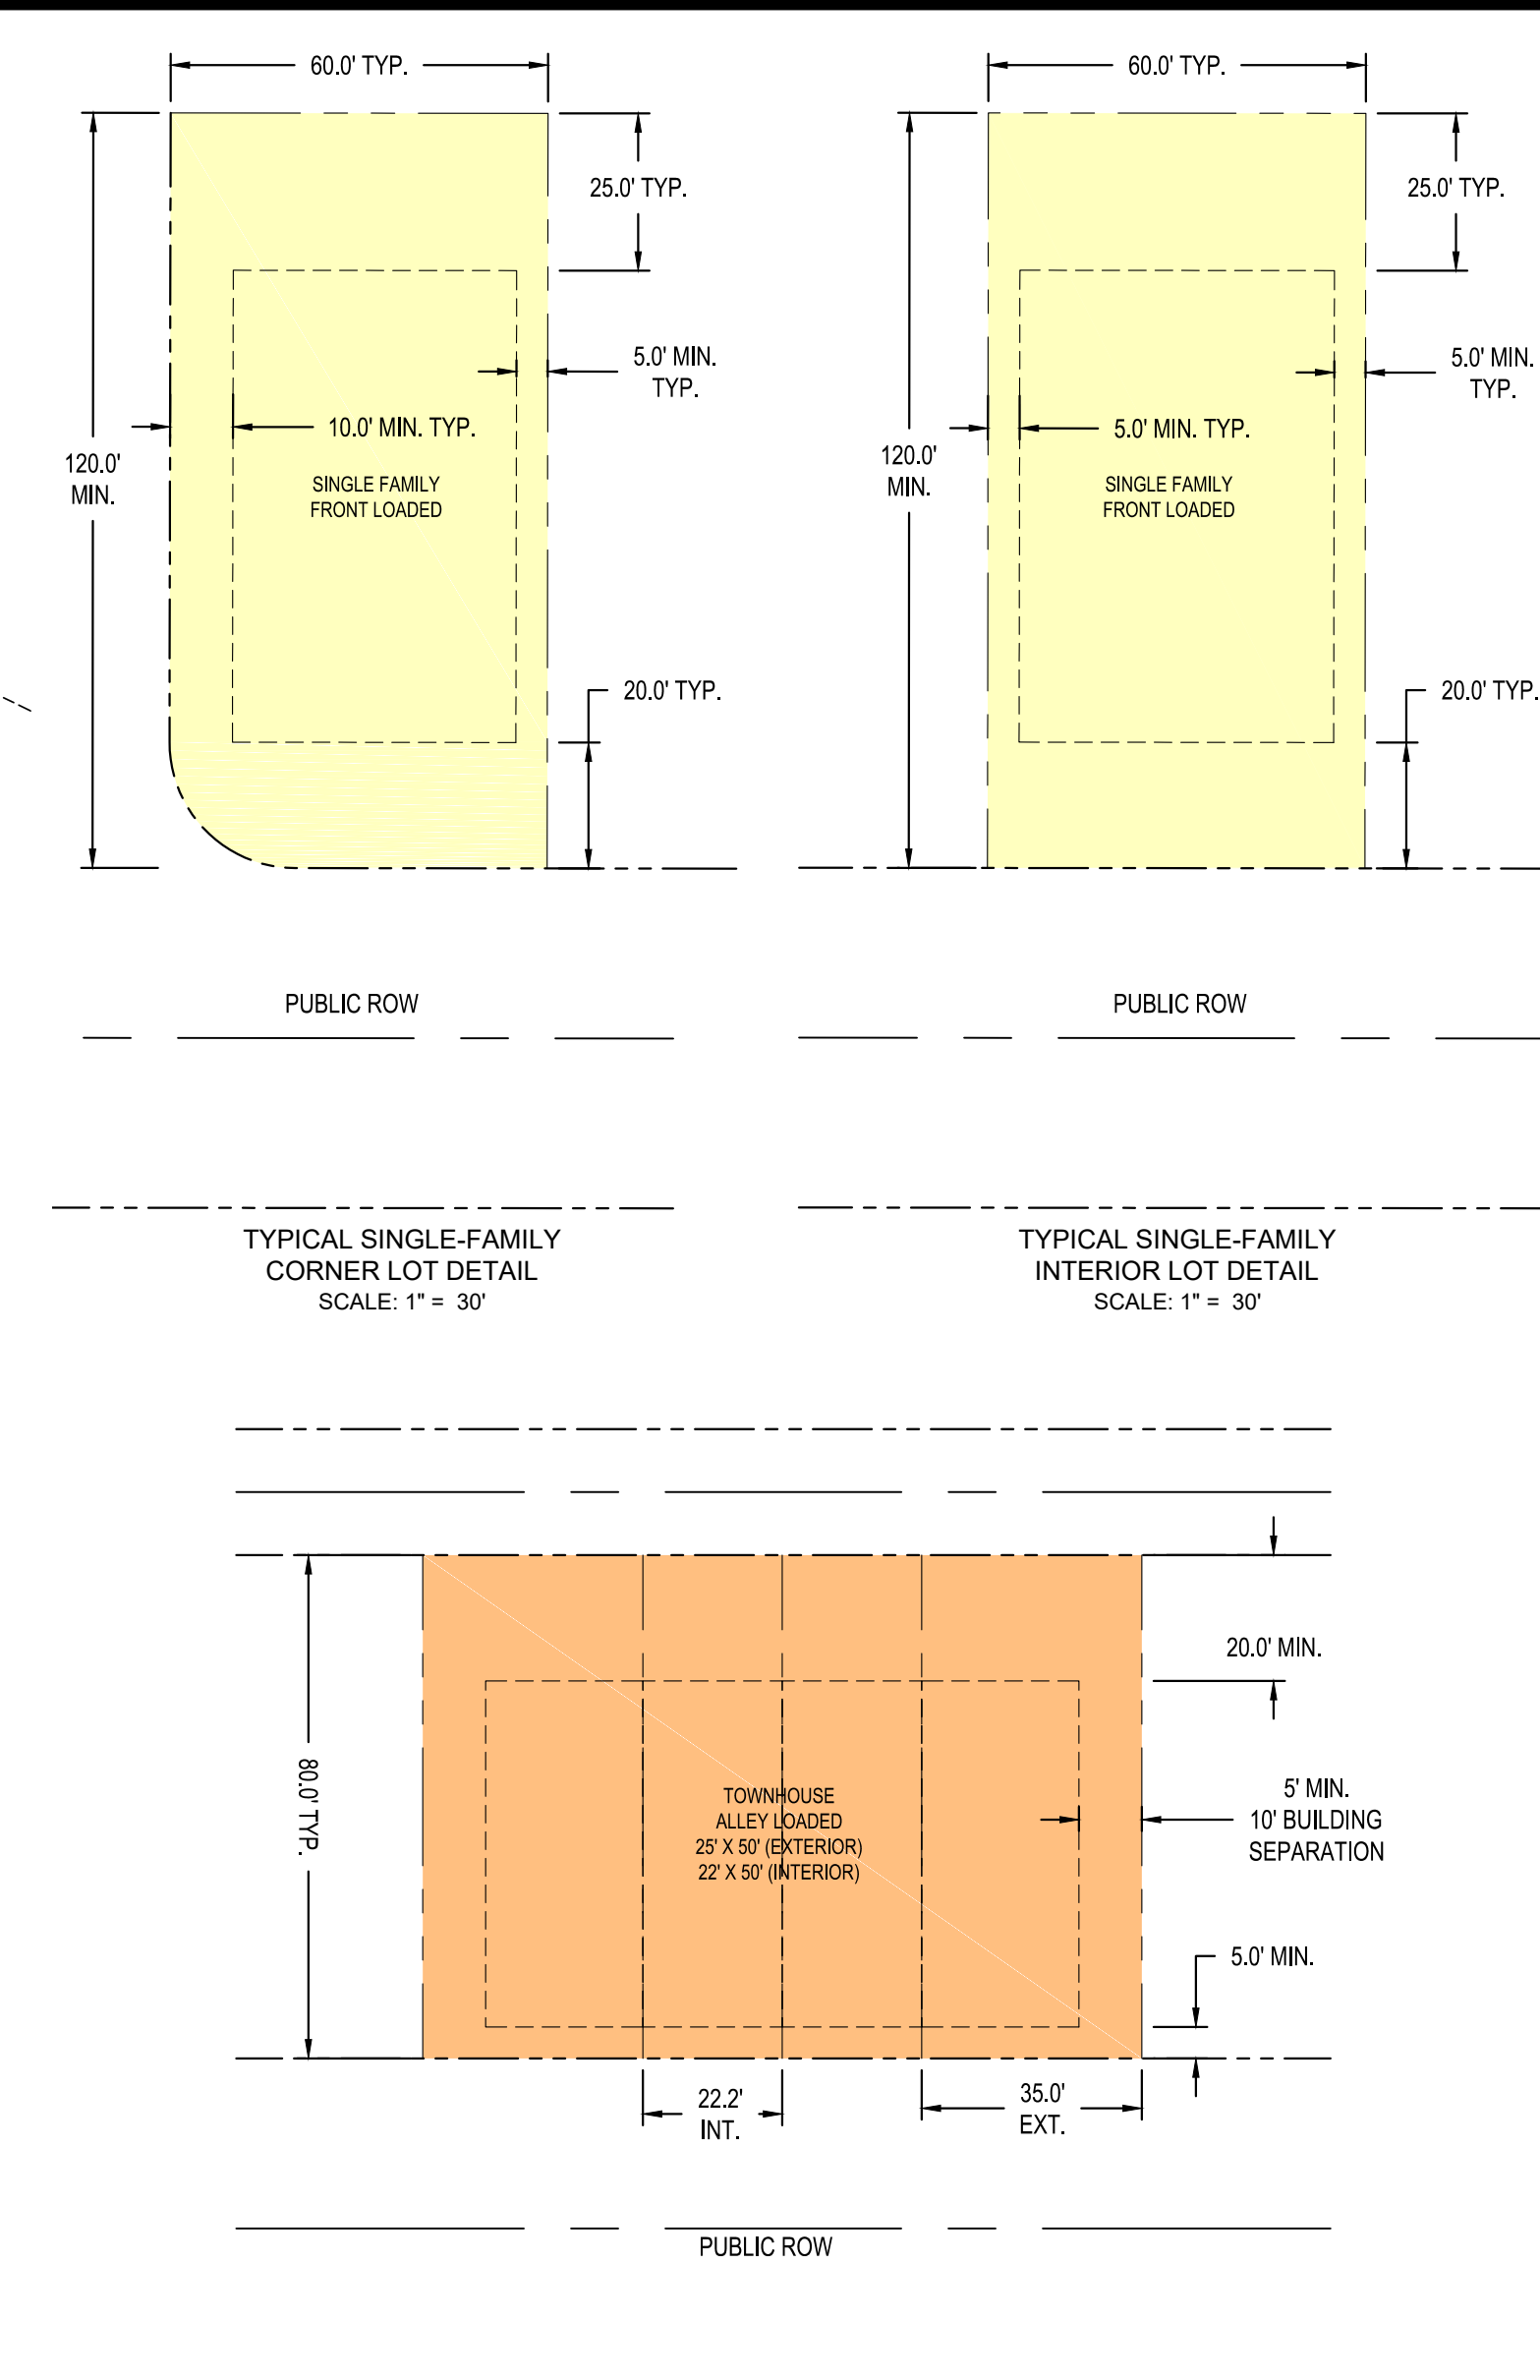 60.0' TYP.
25.0' TYP.
5.0' MIN.
TYP.
10.0' MIN. TYP.
120.0'
MIN.
SINGLE FAMILY
FRONT LOADED
20.0' TYP.
PUBLIC ROW
TYPICAL SINGLE-FAMILY
CORNER LOT DETAIL
SCALE: 1" = 30'
60.0' TYP.
25.0' TYP.
5.0' MIN.
TYP.
5.0' MIN. TYP.
120.0'
MIN.
SINGLE FAMILY
FRONT LOADED
20.0' TYP.
PUBLIC ROW
TYPICAL SINGLE-FAMILY
INTERIOR LOT DETAIL
SCALE: 1" = 30'
20.0' MIN.
80.0' TYP.
TOWNHOUSE
ALLEY LOADED
25' X 50' (EXTERIOR)
22' X 50' (INTERIOR)
5' MIN.
10' BUILDING
SEPARATION
5.0' MIN.
22.2'
INT.
35.0'
EXT.
PUBLIC ROW